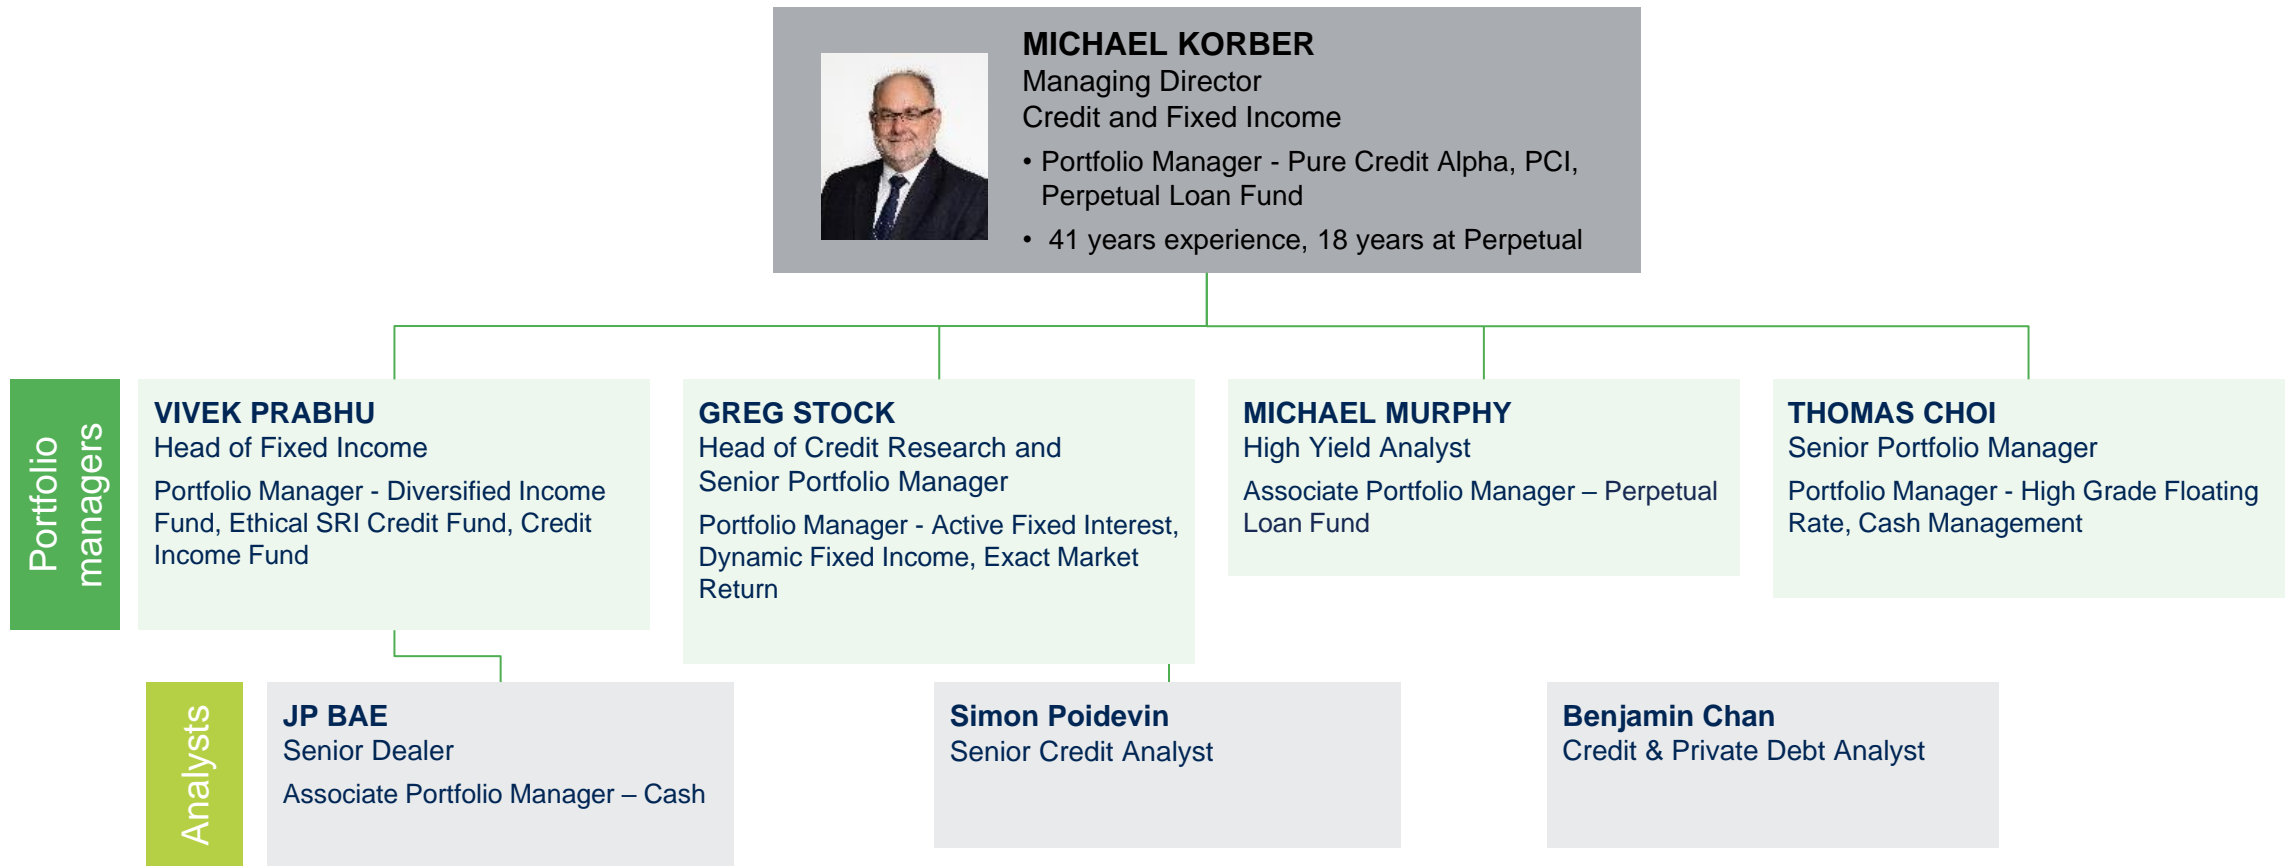 MICHAEL KORBER
Managing Director
Credit and Fixed Income
• Portfolio Manager - Pure Credit Alpha, PCI,
Perpetual Loan Fund
• 41 years experience, 18 years at Perpetual
Portfolio
managers
VIVEK PRABHU
Head of Fixed Income
Portfolio Manager - Diversified Income
Fund, Ethical SRI Credit Fund, Credit
Income Fund
GREG STOCK
Head of Credit Research and
Senior Portfolio Manager
Portfolio Manager - Active Fixed Interest,
Dynamic Fixed Income, Exact Market
Return
MICHAEL MURPHY
High Yield Analyst
Associate Portfolio Manager – Perpetual
Loan Fund
THOMAS CHOI
Senior Portfolio Manager
Portfolio Manager - High Grade Floating
Rate, Cash Management
Analysts
JP BAE
Senior Dealer
Associate Portfolio Manager – Cash
Simon Poidevin
Senior Credit Analyst
Benjamin Chan
Credit & Private Debt Analyst